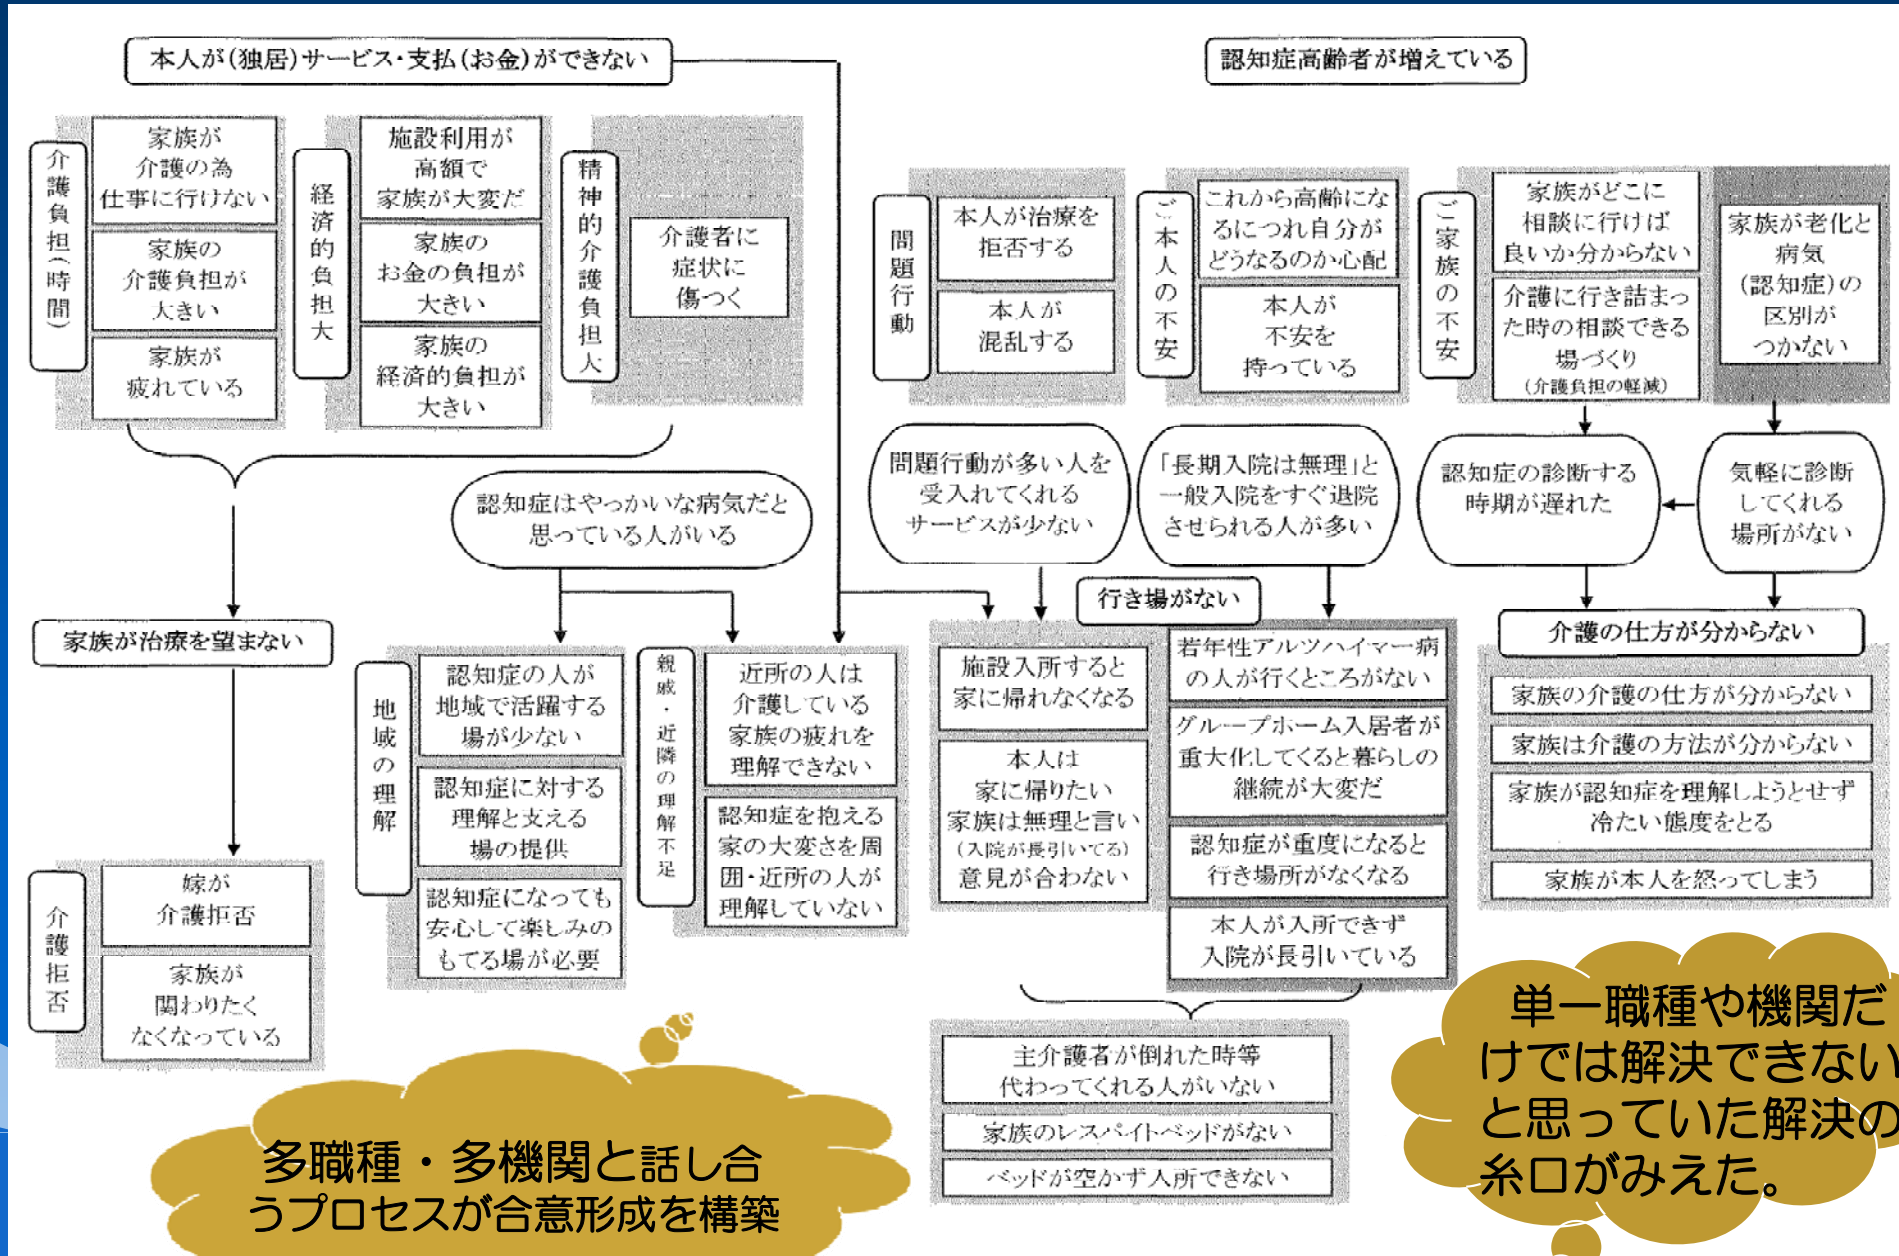 本人が(独居)サービス・支払(お金)ができない
認知症高齢者が増えている
介護負担(時間)
家族が
介護の為
仕事に行けない
家族の
介護負担が
大きい
家族が
疲れている
経済的負担大
施設利用が
高額で
家族が大変だ
家族の
お金の負担が
大きい
家族の
経済的負担が
大きい
精神的介護負担大
介護者に
症状に
傷つく
問題行動
本人が治療を
拒否する
本人が
混乱する
ご本人の不安
これから高齢にな
るにつれ自分が
どうなるのか心配
本人が
不安を
持っている
ご家族の不安
家族がどこに
相談に行けば
良いか分からない
介護に行き詰まっ
た時の相談できる
場づくり
(介護負担の軽減)
家族が老化と
病気
(認知症)の
区別が
つかない
認知症はやっかいな病気だと
思っている人がいる
問題行動が多い人を
受入れてくれる
サービスが少ない
「長期入院は無理」と
一般入院をすぐ退院
させられる人が多い
認知症の診断する
時期が遅れた
気軽に診断
してくれる
場所がない
家族が治療を望まない
介護拒否
嫁が
介護拒否
家族が
関わりたく
なくなっている
地域の理解
認知症の人が
地域で活躍する
場が少ない
認知症に対する
理解と支える
場の提供
認知症になっても
安心して楽しみの
もてる場が必要
親戚・近隣の理解不足
近所の人は
介護している
家族の疲れを
理解できない
認知症を抱える
家の大変さを周
囲・近所の人が
理解していない
行き場がない
施設入所すると
家に帰れなくなる
本人は
家に帰りたい
家族は無理と言い
(入院が長引いてる)
意見が合わない
若年性アルツハイマー病
の人が行くところがない
グループホーム入居者が
重大化してくると暮らしの
継続が大変だ
認知症が重度になると
行き場所がなくなる
本人が入所できず
入院が長引いている
介護の仕方が分からない
家族の介護の仕方が分からない
家族は介護の方法が分からない
家族が認知症を理解しようとせず
冷たい態度をとる
家族が本人を怒ってしまう
主介護者が倒れた時等
代わってくれる人がいない
家族のレスパイトベッドがない
ベッドが空かず入所できない
多職種・多機関と話し合
うプロセスが合意形成を構築
単一職種や機関だ
けでは解決できない
と思っていた解決の
糸口がみえた。